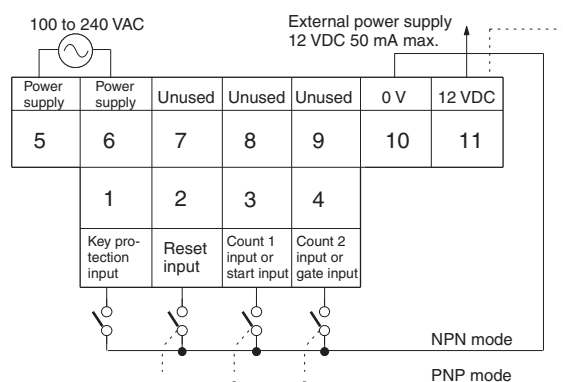 100 to 240 VAC
External power supply
12 VDC 50 mA max.
Power
supply
Power
supply
Unused
Unused
Unused
0 V
12 VDC
5
6
7
8
9
10
11
1
2
3
4
Key pro-
tection
input
Reset
input
Count 1
input or
start input
Count 2
input or
gate input
NPN mode
PNP mode